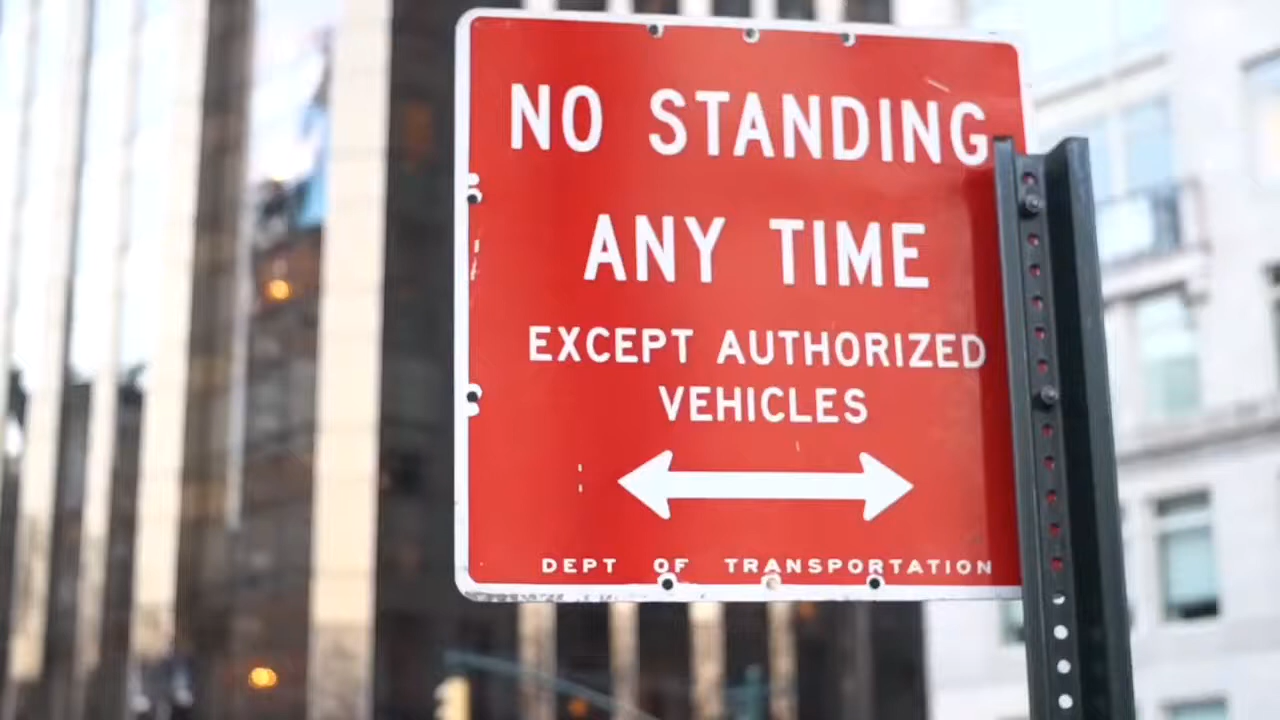 NO STANDING
ANY TIME
EXCEPT AUTHORIZED
VEHICLES
DEPT OF TRANSPORTATION